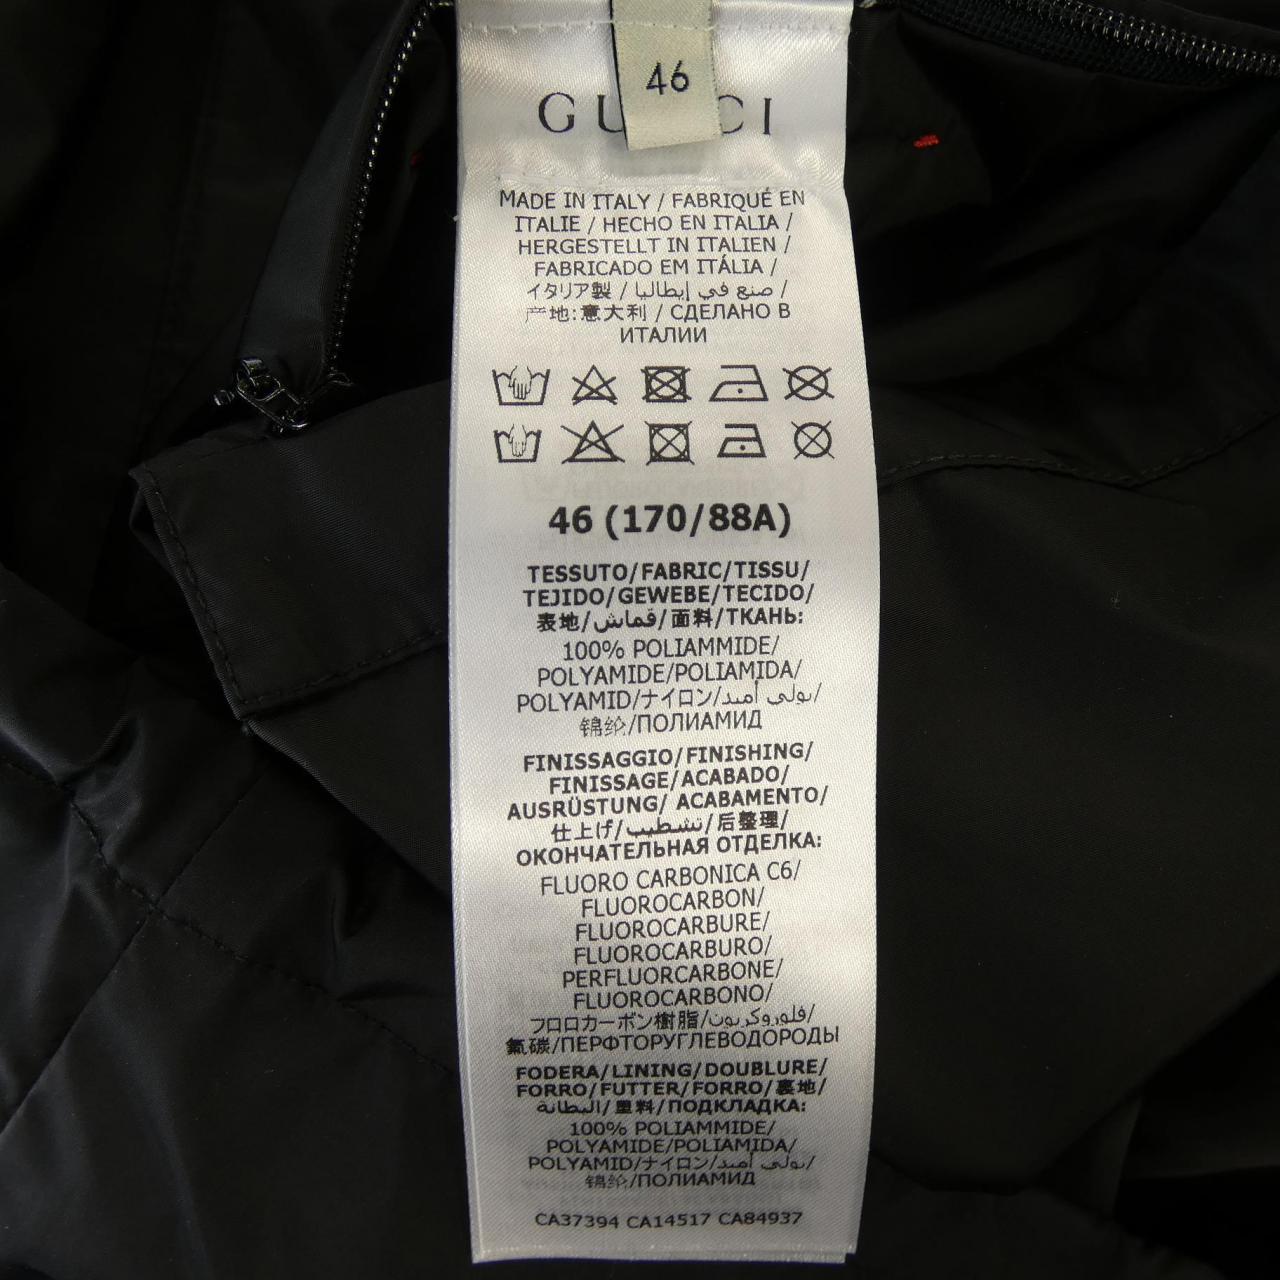 46
GUCCI
MADE IN ITALY / FABRIQUÉ EN
ITALIE / HECHO EN ITALIA /
HERGESTELLT IN ITALIEN /
FABRICADO EM ITÁLIA /
イタリア製 / صنع في إيطاليا /
产地:意大利 / СДЕЛАНО В
ИТАЛИИ
46 (170/88A)
TESSUTO/FABRIC/TISSU/
TEJIDO/GEWEBE/TECIDO/
表地/قماش/面料/ТКАНЬ:
100% POLIAMMIDE/
POLYAMIDE/POLIAMIDA/
POLYAMID/ナイロン/بولي أميد/
锦纶/ПОЛИАМИД
FINISSAGGIO/FINISHING/
FINISSAGE/ACABADO/
AUSRÜSTUNG/ ACABAMENTO/
仕上げ/تشطيب/后整理/
ОКОНЧАТЕЛЬНАЯ ОТДЕЛКА:
FLUORO CARBONICA C6/
FLUOROCARBON/
FLUOROCARBURE/
FLUOROCARBURO/
PERFLUORCARBONE/
FLUOROCARBONO/
フロロカーボン樹脂/فلوروكربون/
氟碳/ПЕРФТОРУГЛЕВОДОРОДЫ
FODERA/LINING/DOUBLURE/
FORRO/FUTTER/FORRO/裏地/
البطانة/里料/ПОДКЛАДКА:
100% POLIAMMIDE/
POLYAMIDE/POLIAMIDA/
POLYAMID/ナイロン/بولي أميد/
锦纶/ПОЛИАМИД
CA37394 CA14517 CA84937